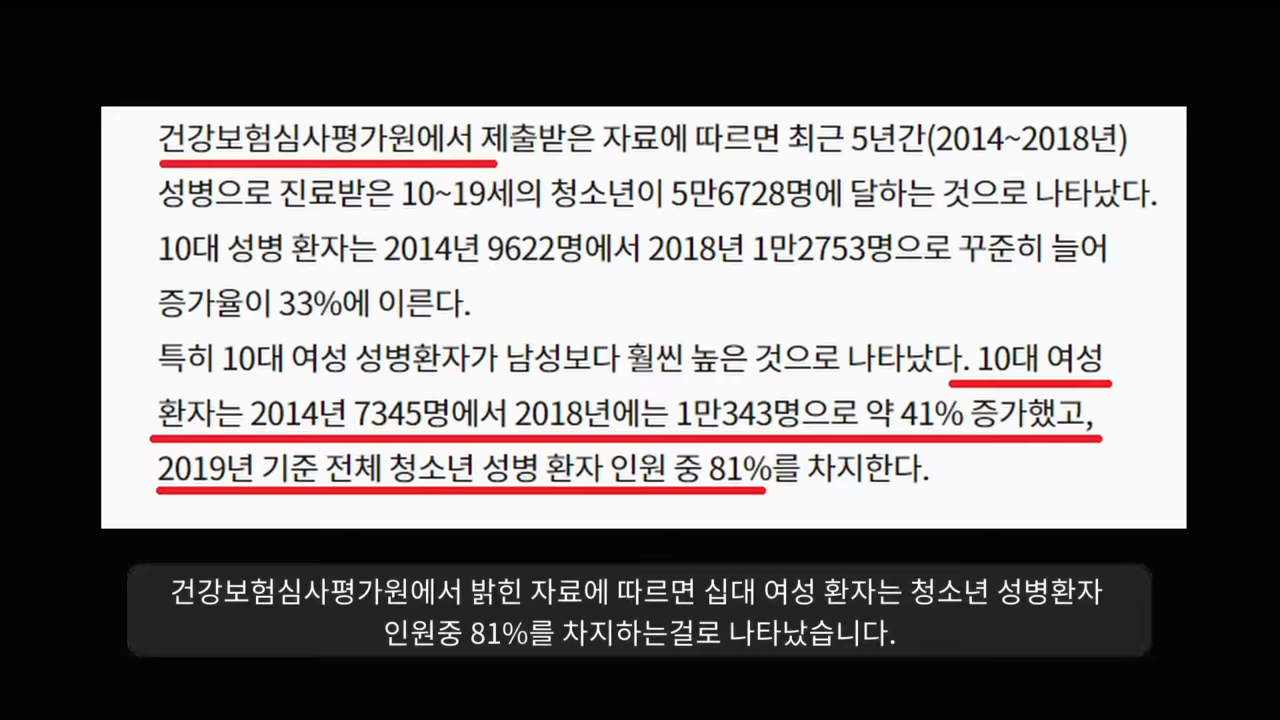 건강보험심사평가원에서 제출받은 자료에 따르면 최근 5년간(2014~2018년)
성병으로 진료받은 10~19세의 청소년이 5만6728명에 달하는 것으로 나타났다.
10대 성병 환자는 2014년 9622명에서 2018년 1만2753명으로 꾸준히 늘어
증가율이 33%에 이른다.
특히 10대 여성 성병환자가 남성보다 훨씬 높은 것으로 나타났다. 10대 여성
환자는 2014년 7345명에서 2018년에는 1만343명으로 약 41% 증가했고,
2019년 기준 전체 청소년 성병 환자 인원 중 81%를 차지한다.
건강보험심사평가원에서 밝힌 자료에 따르면 십대 여성 환자는 청소년 성병환자
인원중 81%를 차지하는걸로 나타났습니다.